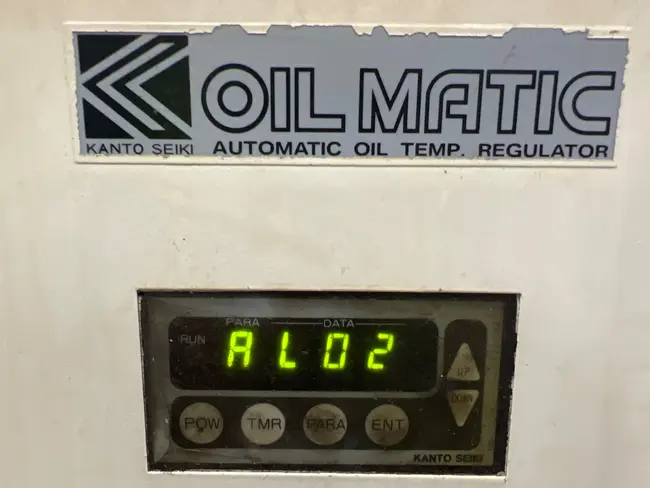 OIL MATIC
KANTO SEIKI AUTOMATIC OIL TEMP. REGULATOR
PARA DATA
RUN
AL02
UP
DOWN
POW TMR PARA ENT
KANTO SEIKI